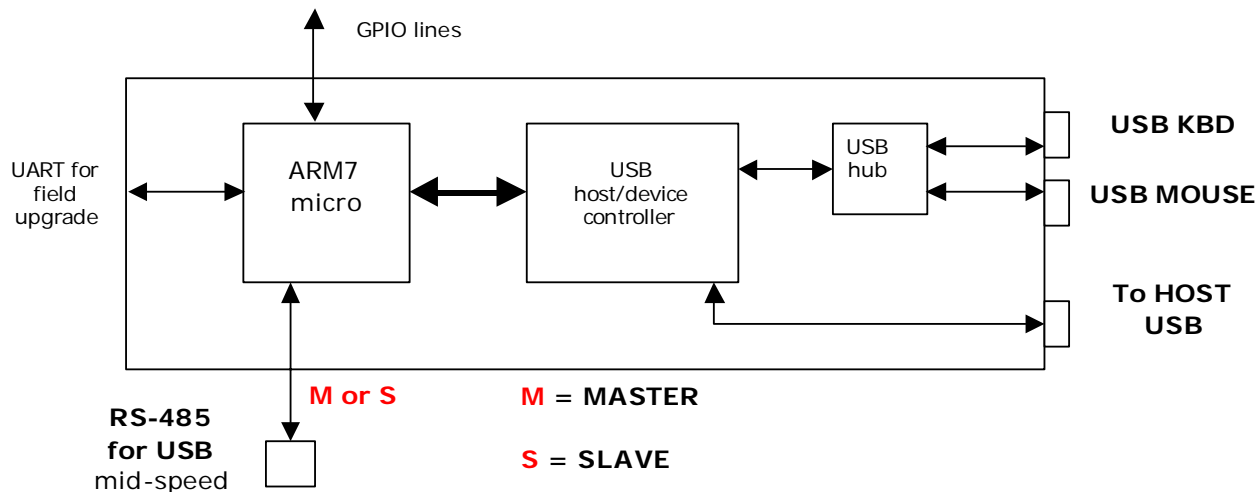 GPIO lines
UART for
field
upgrade
ARM7
micro
USB
host/device
controller
USB
hub
USB KBD
USB MOUSE
To HOST
USB
M or S
M = MASTER
RS-485
for USB
mid-speed
S = SLAVE